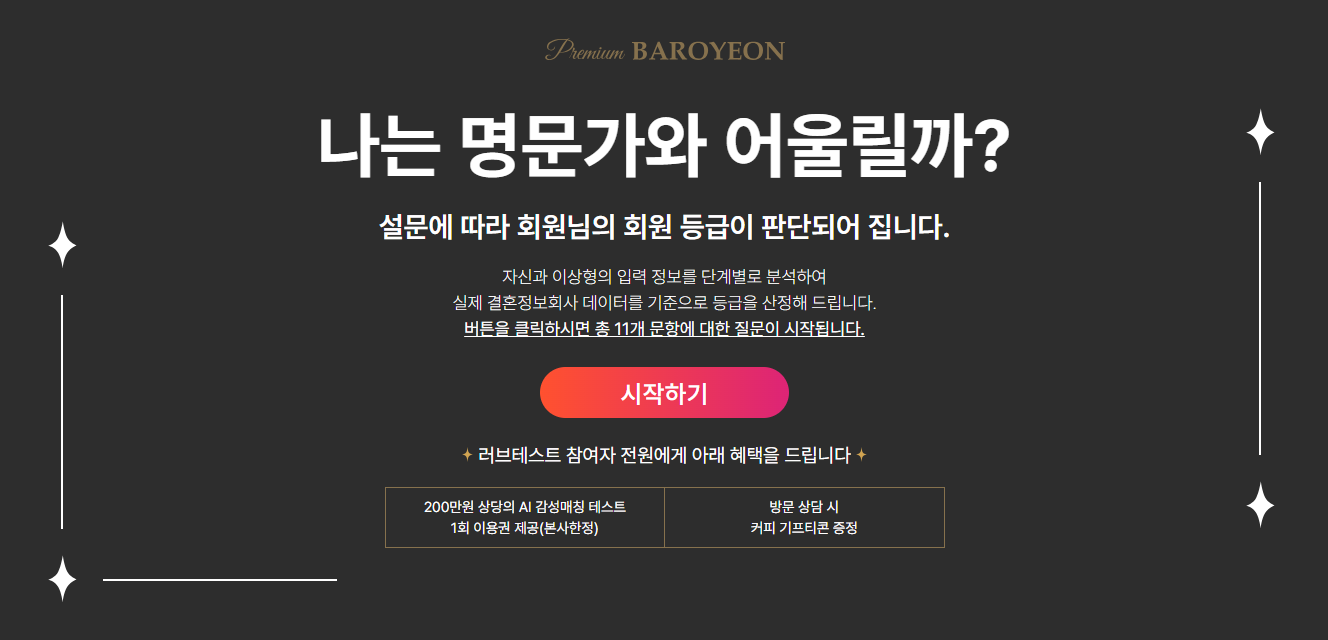 Premium BAROYEON
나는 명문가와 어울릴까?
설문에 따라 회원님의 회원 등급이 판단되어 집니다.
자신과 이상형의 입력 정보를 단계별로 분석하여
실제 결혼정보회사 데이터를 기준으로 등급을 산정해 드립니다.
버튼을 클릭하시면 총 11개 문항에 대한 질문이 시작됩니다.
시작하기
러브테스트 참여자 전원에게 아래 혜택을 드립니다
200만원 상당의 AI 감성매칭 테스트
1회 이용권 제공(본사한정)
방문 상담 시
커피 기프티콘 증정